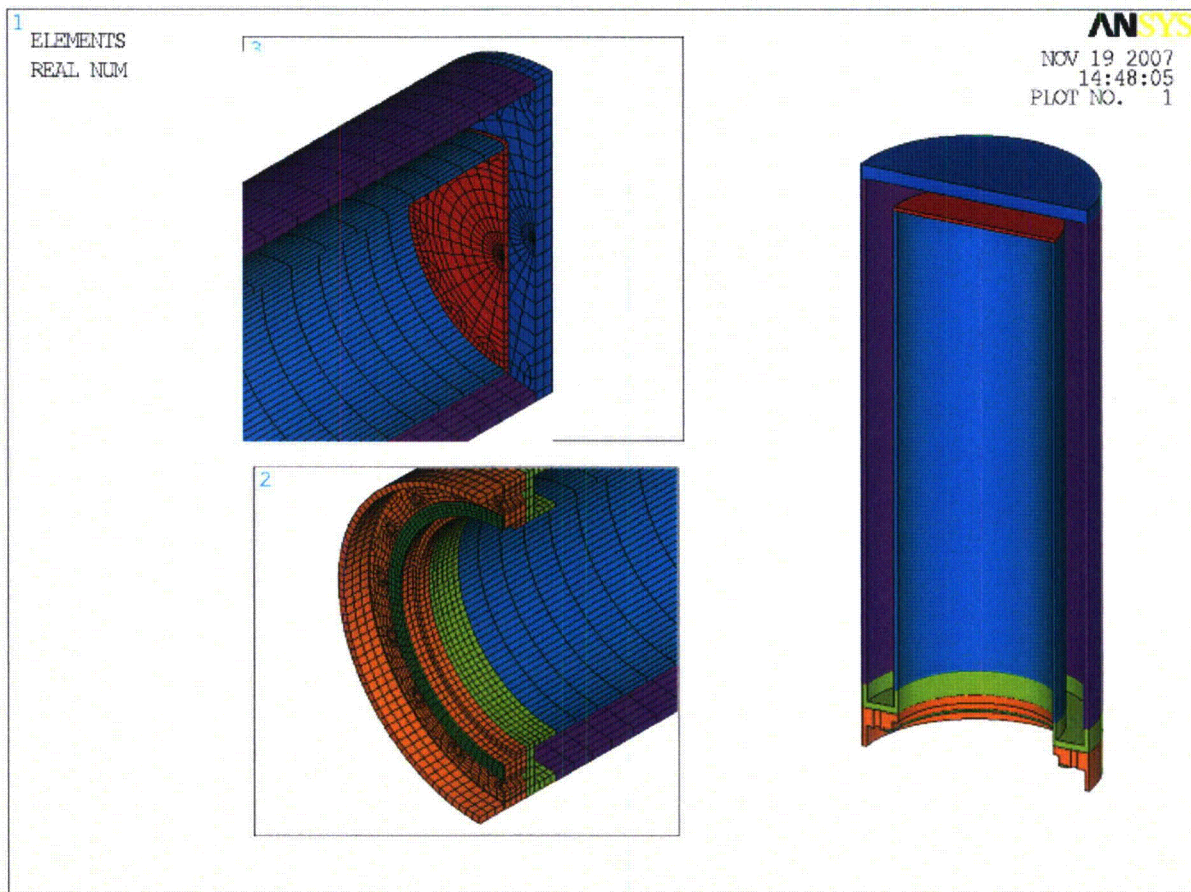 1
ELEMENTS
REAL NUM
3
ANSYS
NOV 19 2007
14:48:05
PLOT NO. 1
2